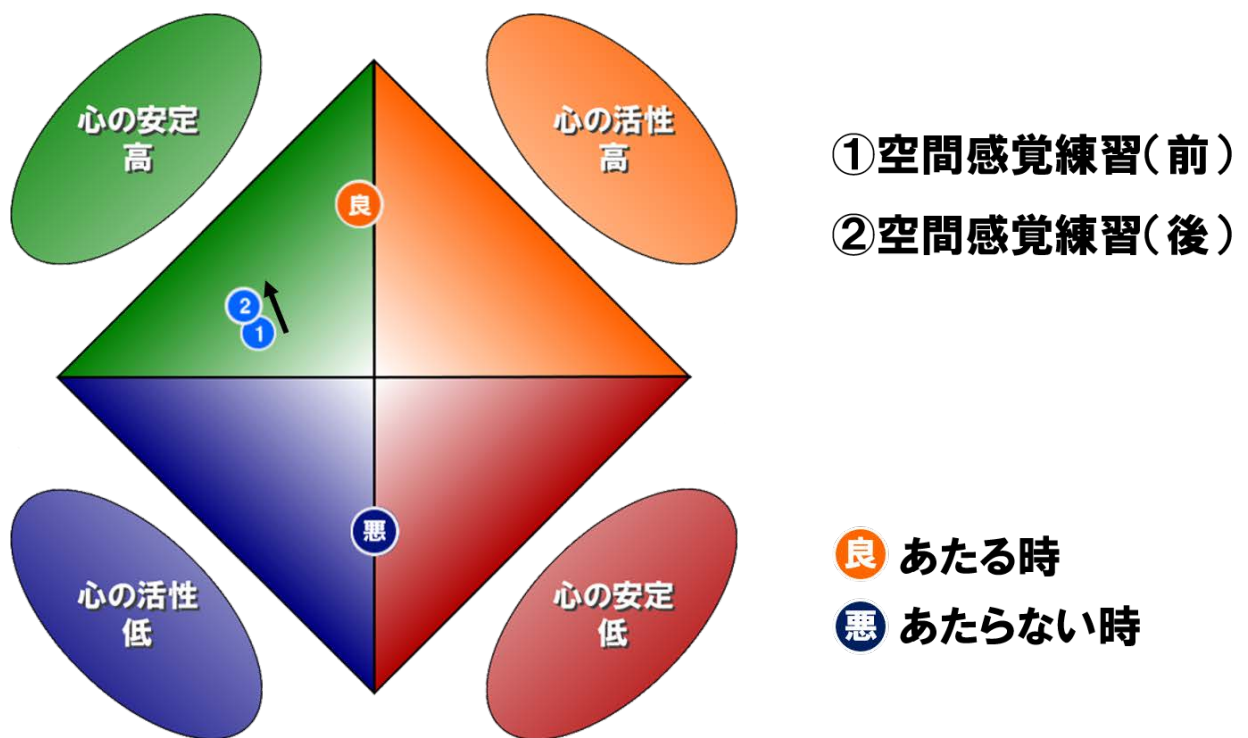 心の安定
高
心の活性
高
①空間感覚練習(前)
②空間感覚練習(後)
良
2
1
悪
心の活性
低
心の安定
低
良 あたる時
悪 あたらない時